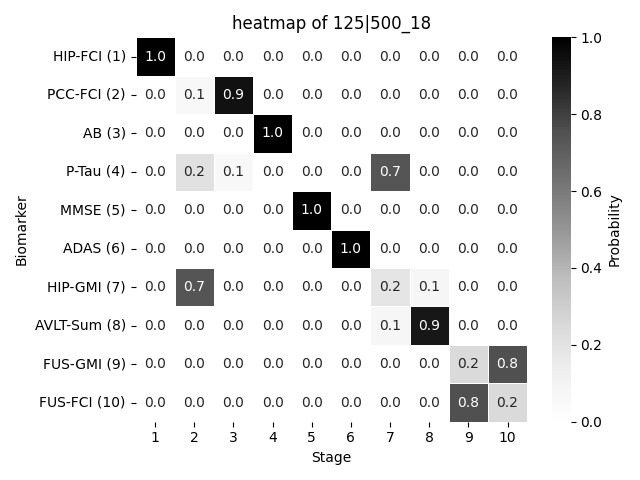 heatmap of 125|500_18
HIP-FCI (1) 1.0 0.0 0.0 0.0 0.0 0.0 0.0 0.0 0.0 0.0
PCC-FCI (2) 0.0 0.1 0.9 0.0 0.0 0.0 0.0 0.0 0.0 0.0
AB (3) 0.0 0.0 0.0 1.0 0.0 0.0 0.0 0.0 0.0 0.0
P-Tau (4) 0.0 0.2 0.1 0.0 0.0 0.0 0.7 0.0 0.0 0.0
MMSE (5) 0.0 0.0 0.0 0.0 1.0 0.0 0.0 0.0 0.0 0.0
ADAS (6) 0.0 0.0 0.0 0.0 0.0 1.0 0.0 0.0 0.0 0.0
HIP-GMI (7) 0.0 0.7 0.0 0.0 0.0 0.0 0.2 0.1 0.0 0.0
AVLT-Sum (8) 0.0 0.0 0.0 0.0 0.0 0.0 0.1 0.9 0.0 0.0
FUS-GMI (9) 0.0 0.0 0.0 0.0 0.0 0.0 0.0 0.0 0.2 0.8
FUS-FCI (10) 0.0 0.0 0.0 0.0 0.0 0.0 0.0 0.0 0.8 0.2
1 2 3 4 5 6 7 8 9 10
Stage
Biomarker
1.0
0.8
0.6
0.4
0.2
0.0
Probability